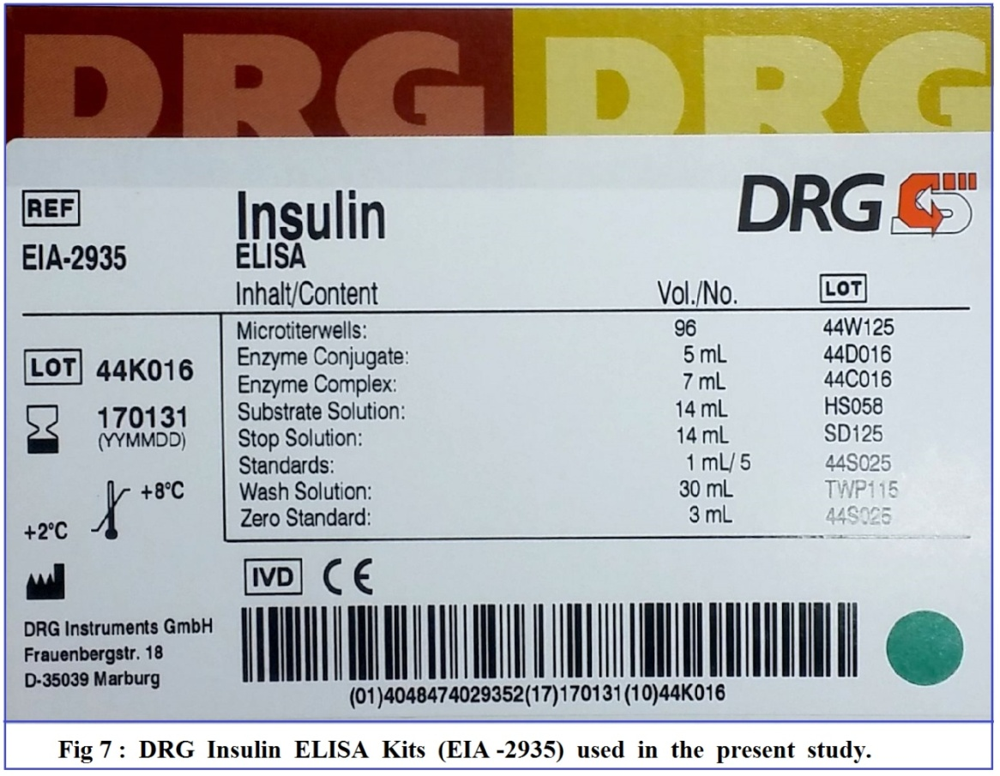 DRG DRG
DRG
REF
EIA-2935
Insulin
ELISA
Inhalt/Content Vol./No. LOT
Microtiterwells: 96 44W125
Enzyme Conjugate: 5 mL 44D016
Enzyme Complex: 7 mL 44C016
Substrate Solution: 14 mL HS058
Stop Solution: 14 mL SD125
Standards: 1 mL/ 5 44S025
Wash Solution: 30 mL TWP115
Zero Standard: 3 mL 44S025
LOT 44K016
170131
(YYMMDD)
+8°C
+2°C
IVD CE
DRG Instruments GmbH
Frauenbergstr. 18
D-35039 Marburg
(01)4048474029352(17)170131(10)44K016
Fig 7 : DRG Insulin ELISA Kits (EIA -2935) used in the present study.